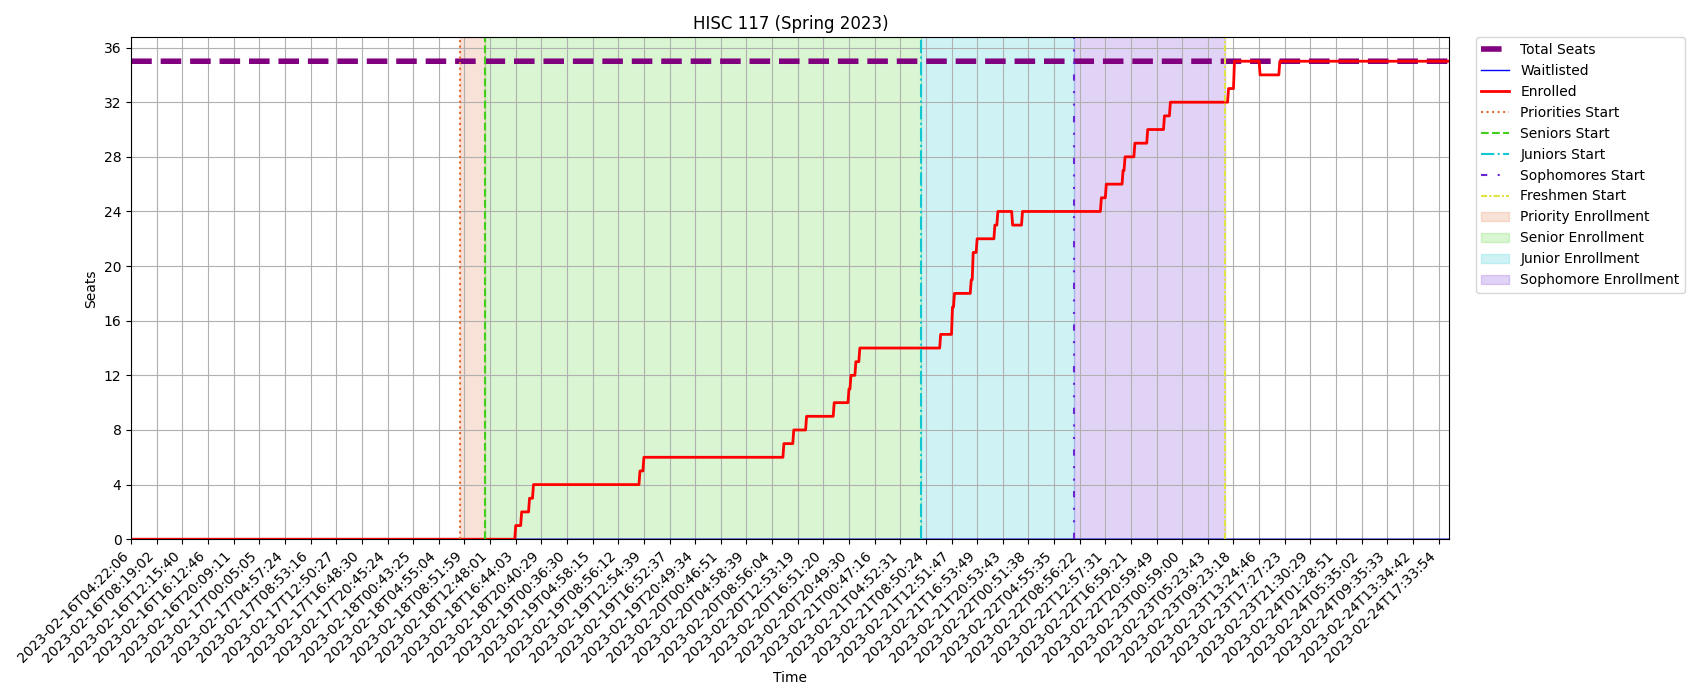 HISC 117 (Spring 2023)
36
32
28
24
20
16
12
8
4
0
Seats
2023-02-16T04:22:06
2023-02-16T08:19:02
2023-02-16T12:15:40
2023-02-16T16:12:46
2023-02-16T20:09:11
2023-02-17T00:05:05
2023-02-17T04:57:24
2023-02-17T08:53:16
2023-02-17T12:50:27
2023-02-17T16:48:30
2023-02-17T20:45:24
2023-02-18T00:43:25
2023-02-18T04:55:04
2023-02-18T08:51:59
2023-02-18T12:48:01
2023-02-18T16:44:03
2023-02-18T20:40:29
2023-02-19T00:36:30
2023-02-19T04:58:15
2023-02-19T08:56:12
2023-02-19T12:54:39
2023-02-19T16:52:37
2023-02-19T20:49:34
2023-02-20T00:46:51
2023-02-20T04:58:39
2023-02-20T08:56:04
2023-02-20T12:53:19
2023-02-20T16:51:20
2023-02-20T20:49:30
2023-02-21T00:47:16
2023-02-21T04:52:31
2023-02-21T08:50:24
2023-02-21T12:51:47
2023-02-21T16:53:49
2023-02-21T20:53:43
2023-02-22T00:51:38
2023-02-22T04:55:35
2023-02-22T08:56:22
2023-02-22T12:57:31
2023-02-22T16:59:21
2023-02-22T20:59:49
2023-02-23T00:59:00
2023-02-23T05:23:43
2023-02-23T09:23:18
2023-02-23T13:24:46
2023-02-23T17:27:23
2023-02-23T21:30:29
2023-02-24T01:28:51
2023-02-24T05:35:02
2023-02-24T09:35:33
2023-02-24T13:34:42
2023-02-24T17:33:54
Time
Total Seats
Waitlisted
Enrolled
Priorities Start
Seniors Start
Juniors Start
Sophomores Start
Freshmen Start
Priority Enrollment
Senior Enrollment
Junior Enrollment
Sophomore Enrollment